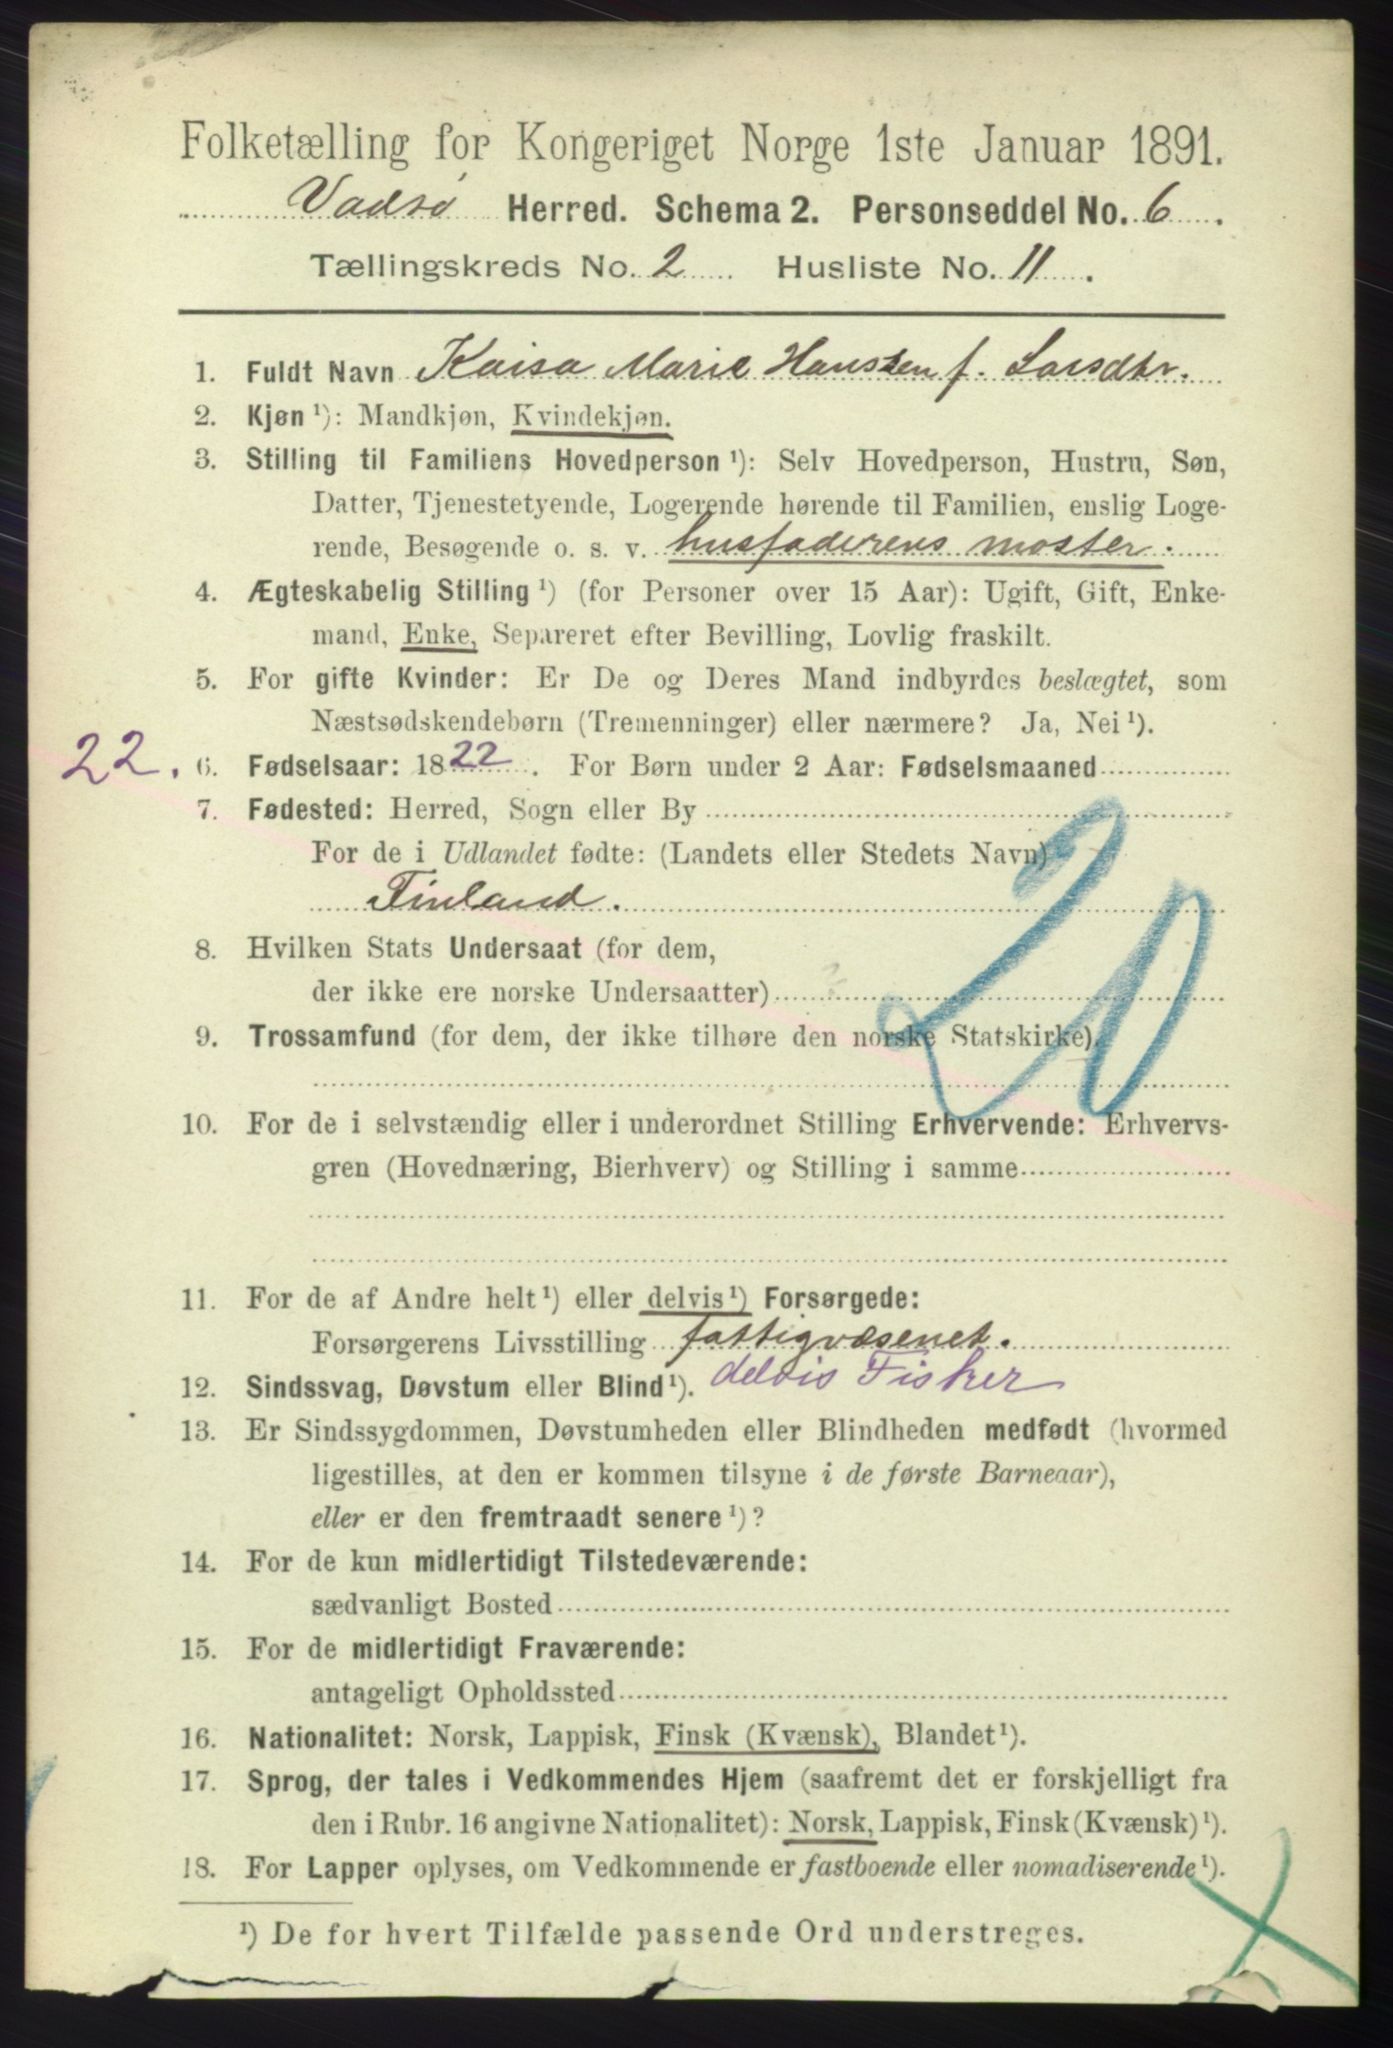 Folketælling for Kongeriget Norge 1ste Januar 1891.
Vadsø Herred. Schema 2. Personseddel No. 6.
Tællingskreds No. 2 Husliste No. 11.
1. Fuldt Navn Kaisa Marie Hansen f. Larsdtr.
2. Kjøn ¹): Mandkjøn, Kvindekjøn.
3. Stilling til Familiens Hovedperson ¹): Selv Hovedperson, Hustru, Søn,
Datter, Tjenestetyende, Logerende hørende til Familien, enslig Loge-
rende, Besøgende o. s. v. husfaderens moster.
4. Ægteskabelig Stilling ¹) (for Personer over 15 Aar): Ugift, Gift, Enke-
mand, Enke, Separeret efter Bevilling, Lovlig fraskilt.
5. For gifte Kvinder: Er De og Deres Mand indbyrdes beslægtet, som
Næstsødskendebørn (Tremenninger) eller nærmere? Ja, Nei ¹).
22. 6. Fødselsaar: 1822. For Børn under 2 Aar: Fødselsmaaned
7. Fødested: Herred, Sogn eller By
For de i Udlandet fødte: (Landets eller Stedets Navn)
Finland.
20
8. Hvilken Stats Undersaat (for dem,
der ikke ere norske Undersaatter)
9. Trossamfund (for dem, der ikke tilhøre den norske Statskirke).
10. For de i selvstændig eller i underordnet Stilling Erhvervende: Erhvervs-
gren (Hovednæring, Bierhverv) og Stilling i samme
11. For de af Andre helt ¹) eller delvis ¹) Forsørgede:
Forsørgerens Livsstilling fattigvæsenet.
12. Sindssvag, Døvstum eller Blind ¹). delvis Fisker
13. Er Sindssygdommen, Døvstumheden eller Blindheden medfødt (hvormed
ligestilles, at den er kommen tilsyne i de første Barneaar),
eller er den fremtraadt senere ¹)?
14. For de kun midlertidigt Tilstedeværende:
sædvanligt Bosted
15. For de midlertidigt Fraværende:
antageligt Opholdssted
16. Nationalitet: Norsk, Lappisk, Finsk (Kvænsk), Blandet ¹).
17. Sprog, der tales i Vedkommendes Hjem (saafremt det er forskjelligt fra
den i Rubr. 16 angivne Nationalitet): Norsk, Lappisk, Finsk (Kvænsk) ¹).
18. For Lapper oplyses, om Vedkommende er fastboende eller nomadiserende ¹).
¹) De for hvert Tilfælde passende Ord understreges.